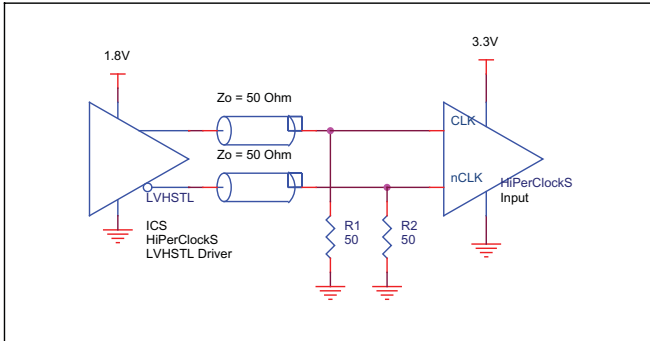 1.8V
3.3V
Zo = 50 Ohm
CLK
Zo = 50 Ohm
nCLK
HiPerClockS
Input
LVHSTL
ICS
HiPerClockS
LVHSTL Driver
R1
50
R2
50